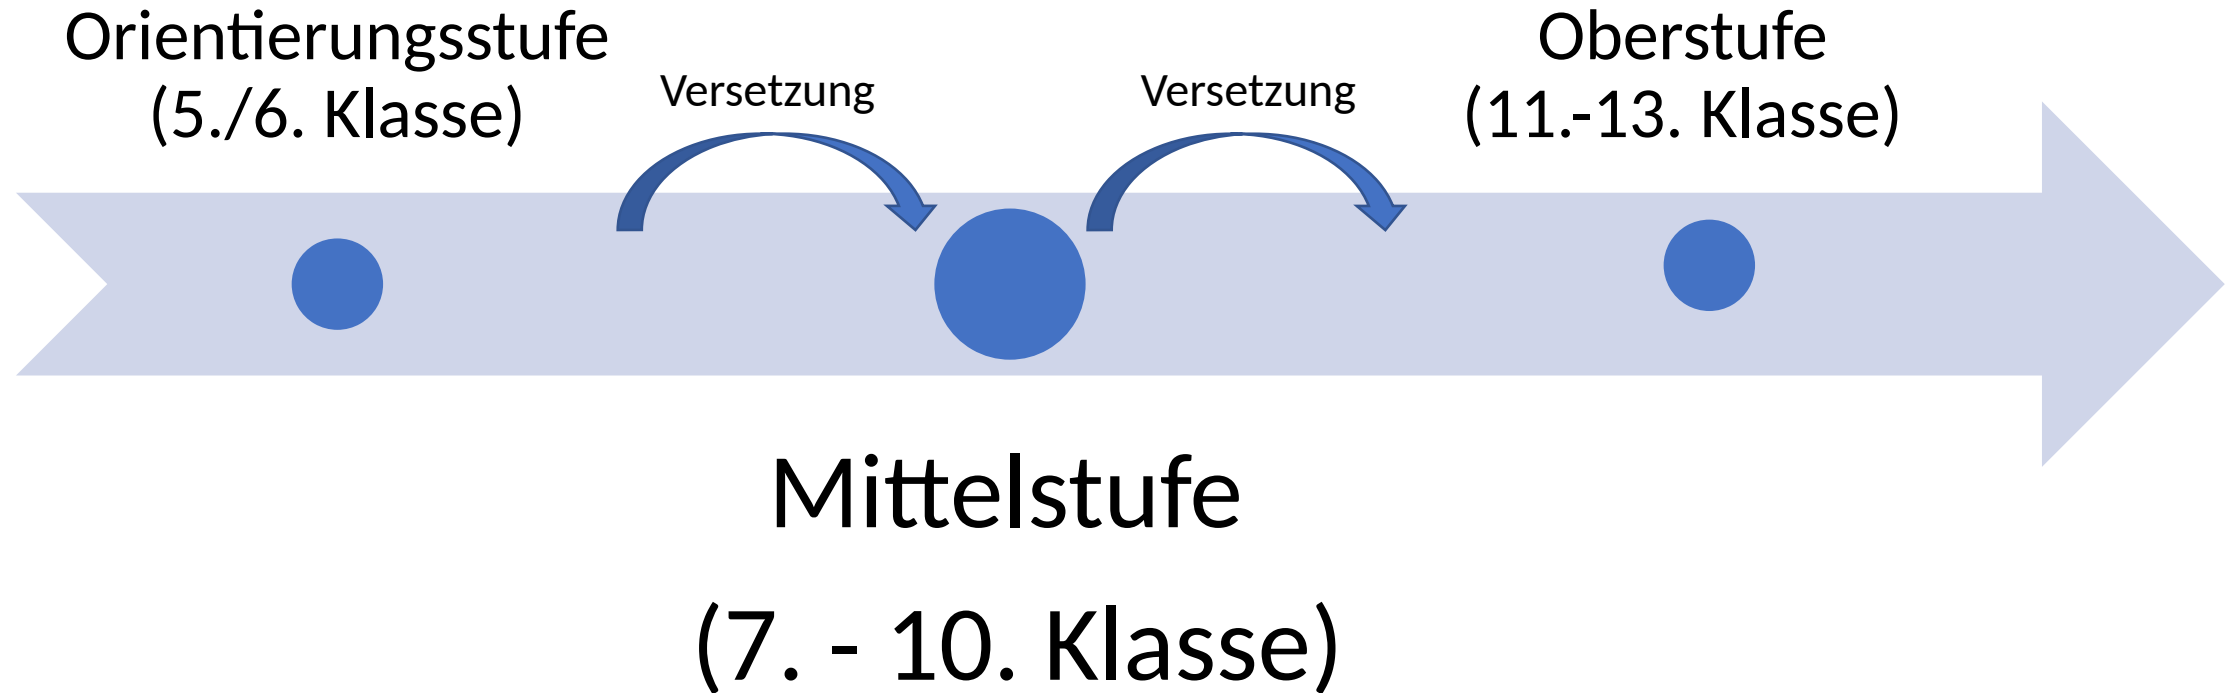 Orientierungsstufe
(5./6. Klasse)
Versetzung
Versetzung
Oberstufe
(11.-13. Klasse)
Mittelstufe
(7. - 10. Klasse)